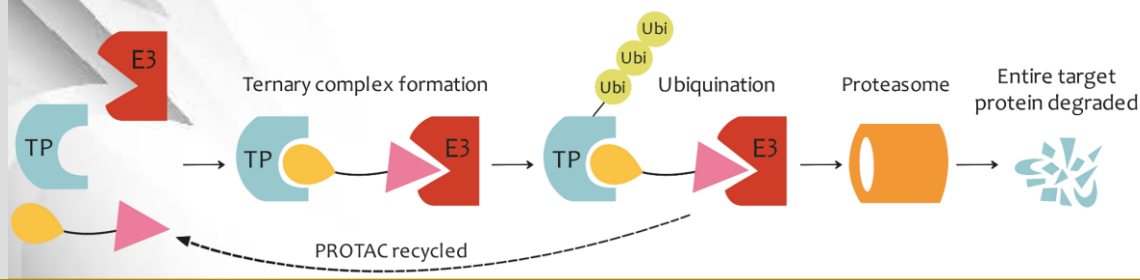 E3
TP
Ternary complex formation
TP
E3
Ubi
Ubi
Ubi
Ubiquination
TP
E3
Proteasome
Entire target
protein degraded
PROTAC recycled